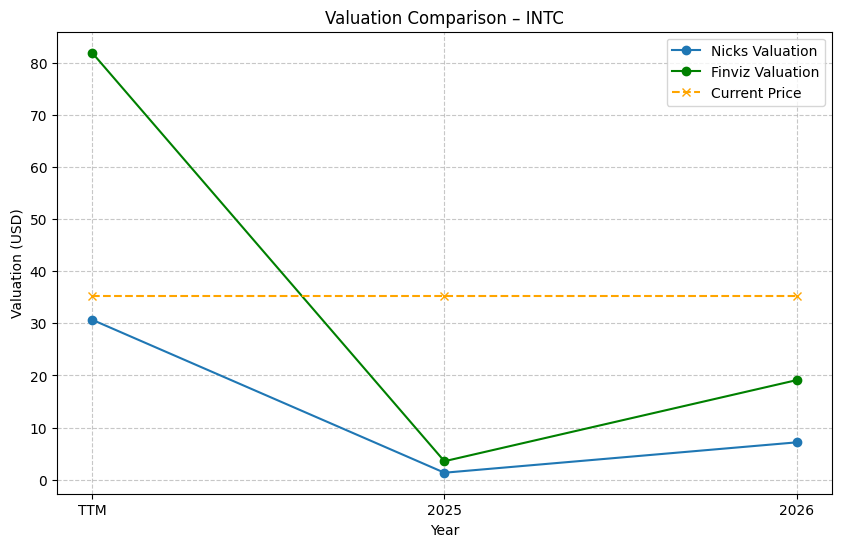 Valuation Comparison – INTC
Nicks Valuation
Finviz Valuation
Current Price
Valuation (USD)
80
70
60
50
40
30
20
10
0
TTM
2025
2026
Year